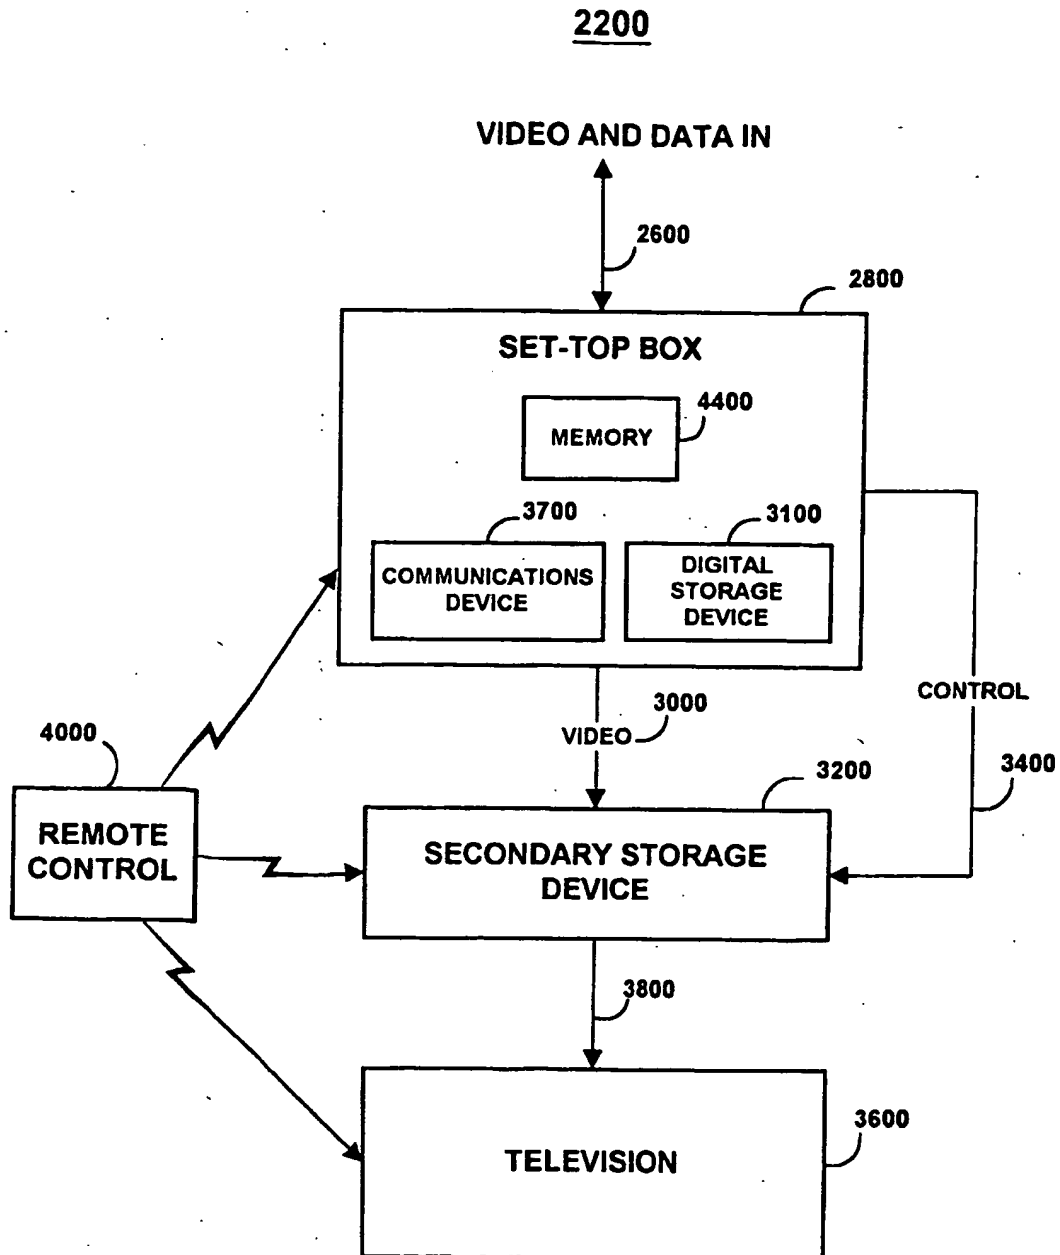 2200
VIDEO AND DATA IN
2600
2800
SET-TOP BOX
4400
MEMORY
3700
3100
COMMUNICATIONS
DEVICE
DIGITAL
STORAGE
DEVICE
CONTROL
3000
VIDEO
4000
3400
3200
REMOTE
CONTROL
SECONDARY STORAGE
DEVICE
3800
3600
TELEVISION